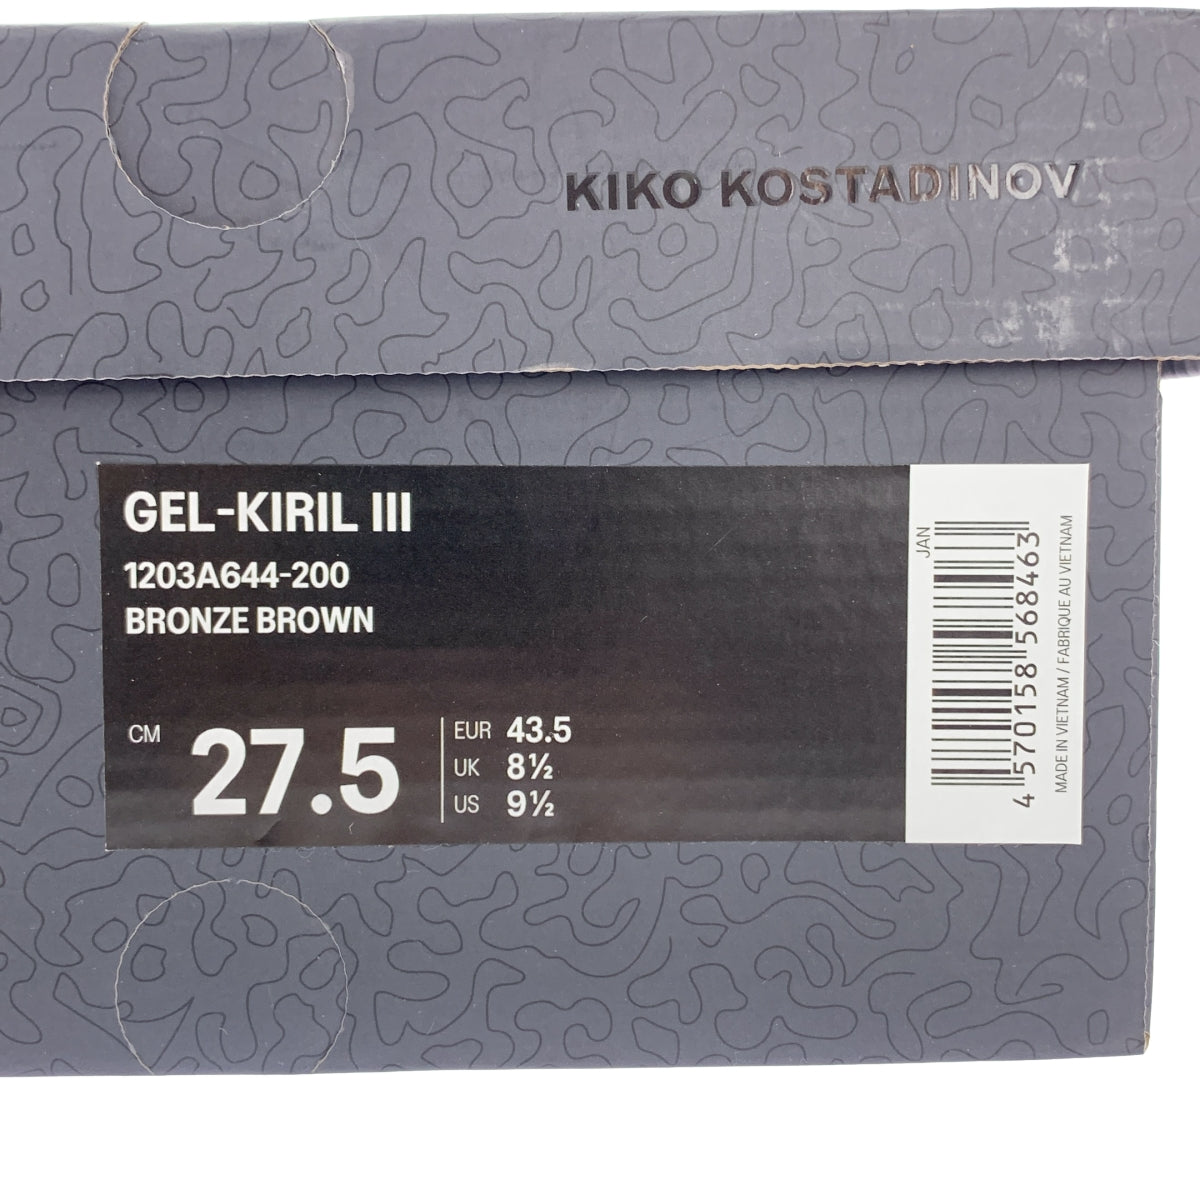 KIKO KOSTADINOV
GEL-KIRIL III
1203A644-200
BRONZE BROWN
CM 27.5
EUR 43.5
UK 8½
US 9½
JAN
4 570158 568463
MADE IN VIETNAM / FABRIQUE AU VIETNAM